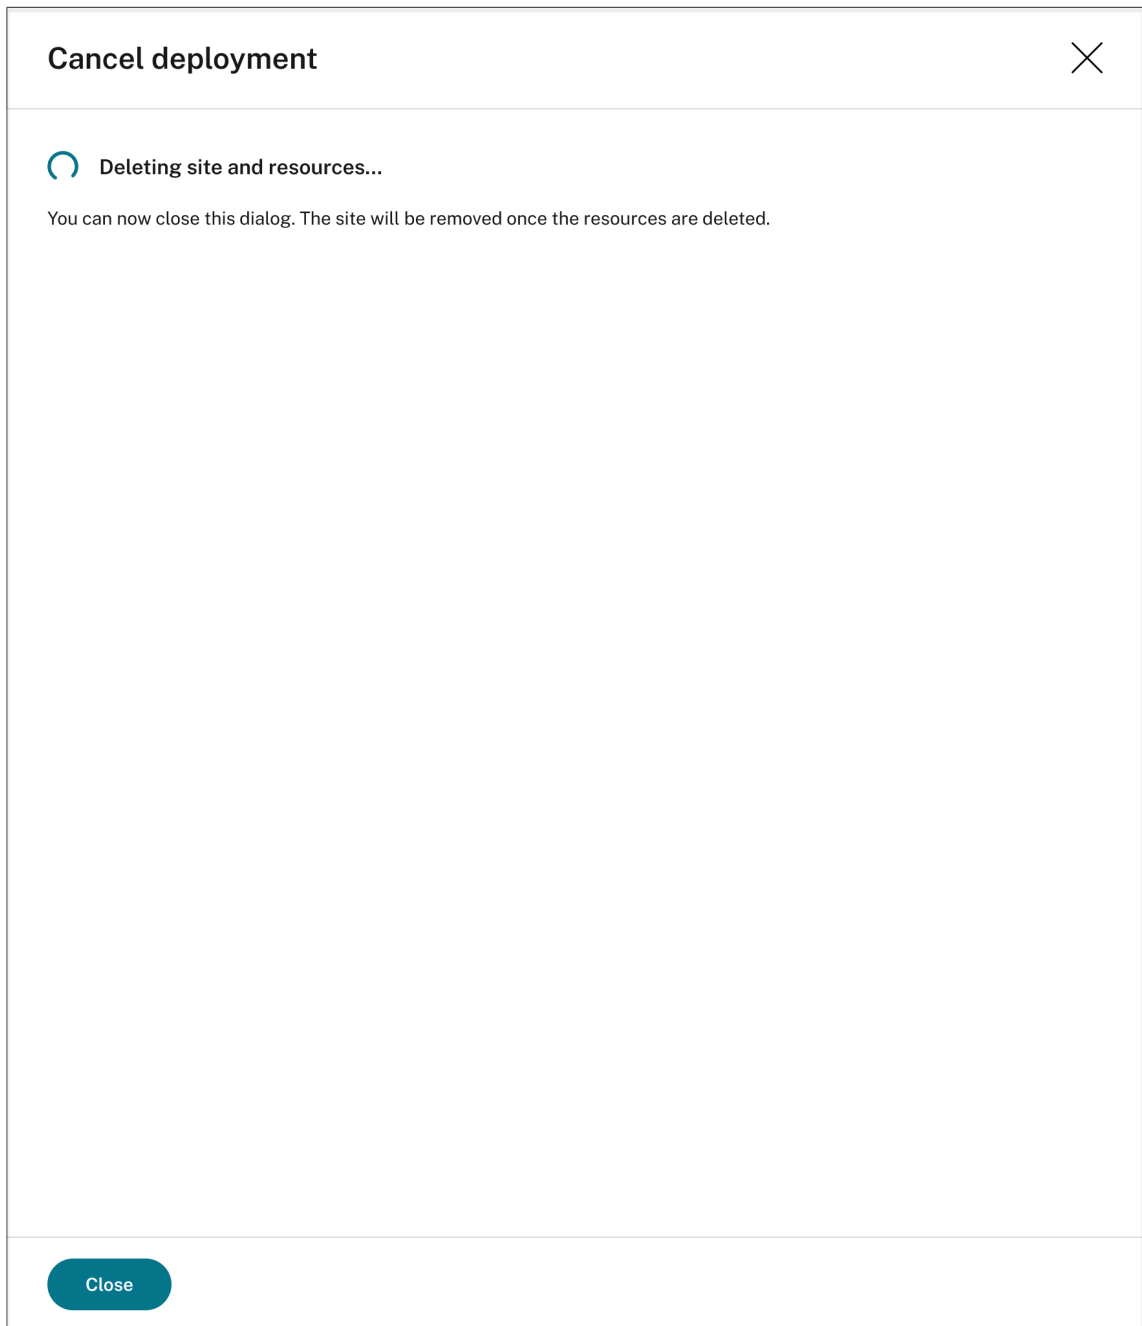 Cancel deployment
Deleting site and resources...
You can now close this dialog. The site will be removed once the resources are deleted.
Close